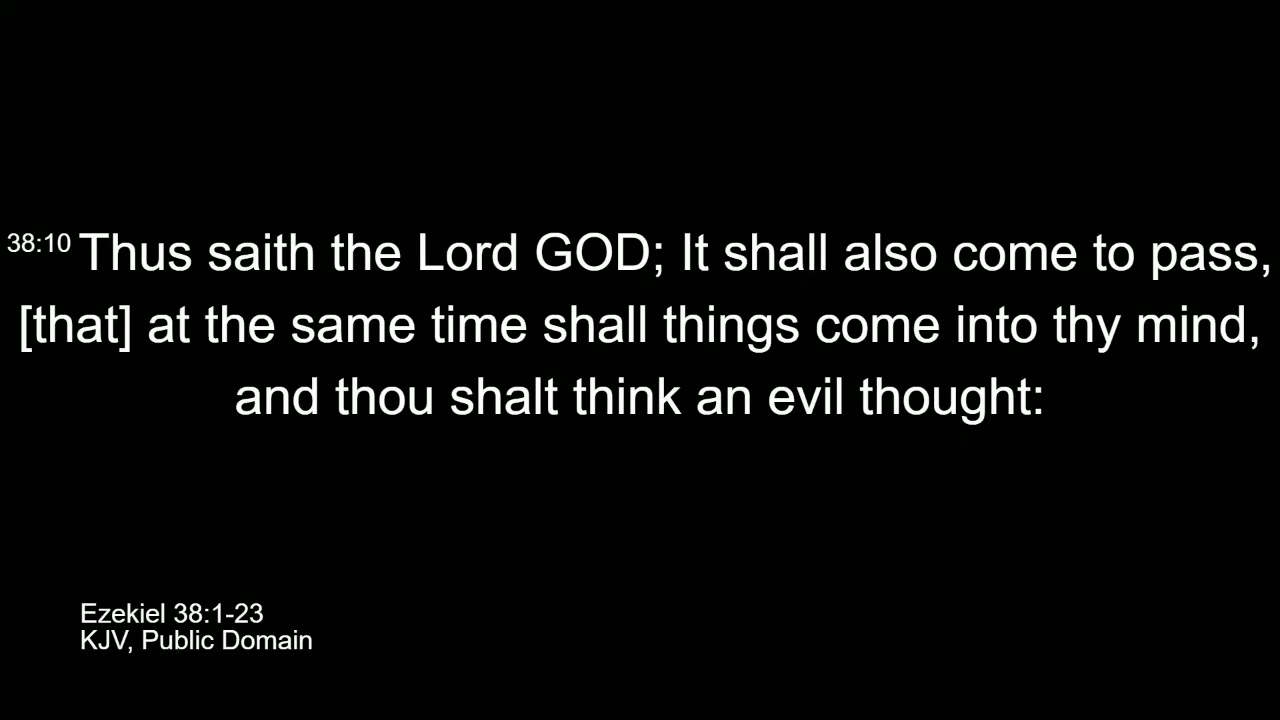 38:10 Thus saith the Lord GOD; It shall also come to pass,
[that] at the same time shall things come into thy mind,
and thou shalt think an evil thought:
Ezekiel 38:1-23
KJV, Public Domain